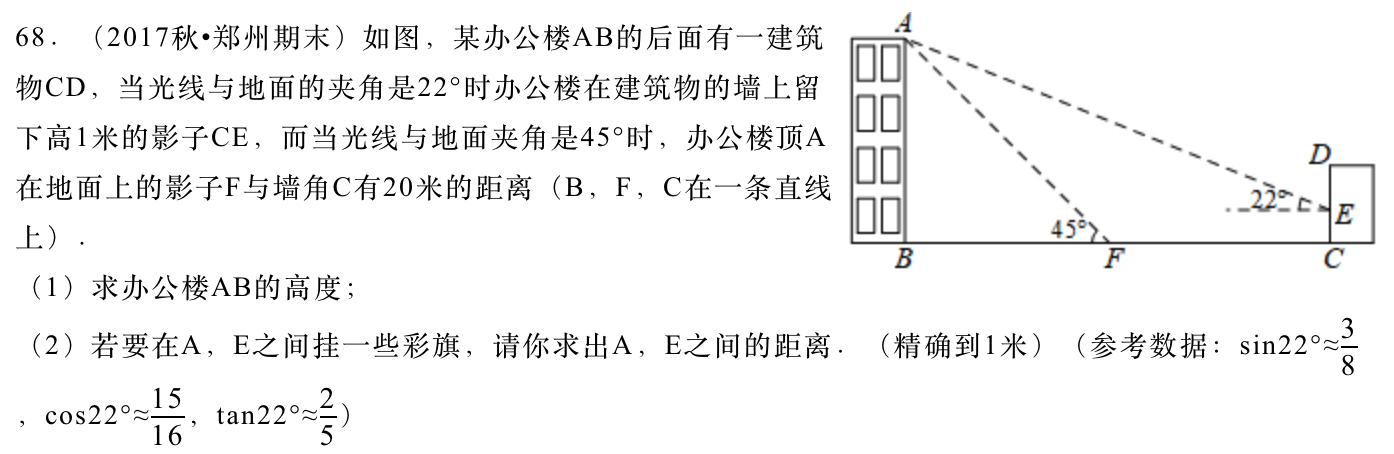 68．（2017秋•郑州期末）如图，某办公楼AB的后面有一建筑
物CD，当光线与地面的夹角是22°时办公楼在建筑物的墙上留
下高1米的影子CE，而当光线与地面夹角是45°时，办公楼顶A
在地面上的影子F与墙角C有20米的距离（B，F，C在一条直线
上）．
（1）求办公楼AB的高度；
（2）若要在A，E之间挂一些彩旗，请你求出A，E之间的距离．（精确到1米）（参考数据：sin22°≈3/8
，cos22°≈15/16，tan22°≈2/5）
A
D
22°
E
45°
B
F
C